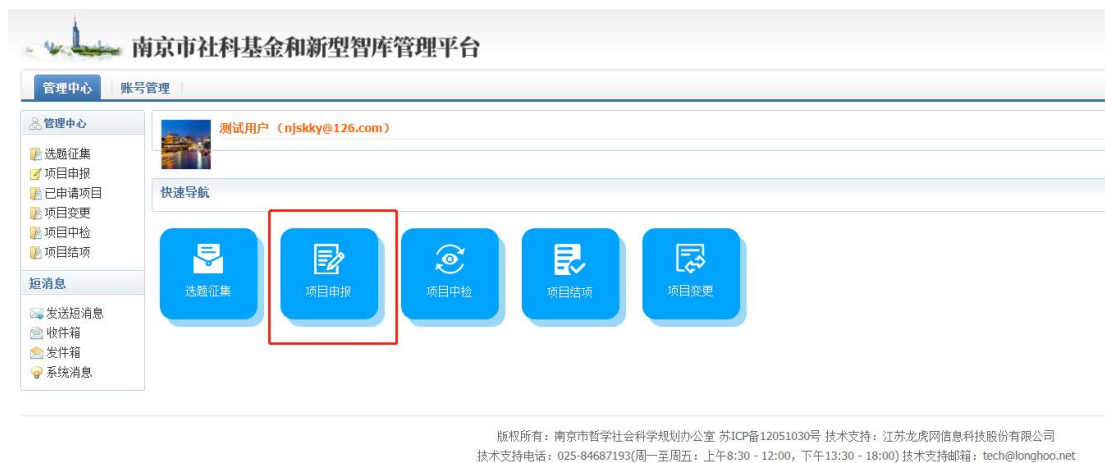 南京市社科基金和新型智库管理平台
管理中心 账号管理
管理中心
选题征集
项目申报
已申请项目
项目变更
项目中检
项目结项
短消息
发送短消息
收件箱
发件箱
系统消息
测试用户（njskky@126.com）
快速导航
选题征集 项目申报 项目中检 项目结项 项目变更
版权所有：南京市哲学社会科学规划办公室 苏ICP备12051030号 技术支持：江苏龙虎网信息科技股份有限公司
技术支持电话：025-84687193(周一至周五：上午8:30 - 12:00，下午13:30 - 18:00) 技术支持邮箱：tech@longhoo.net